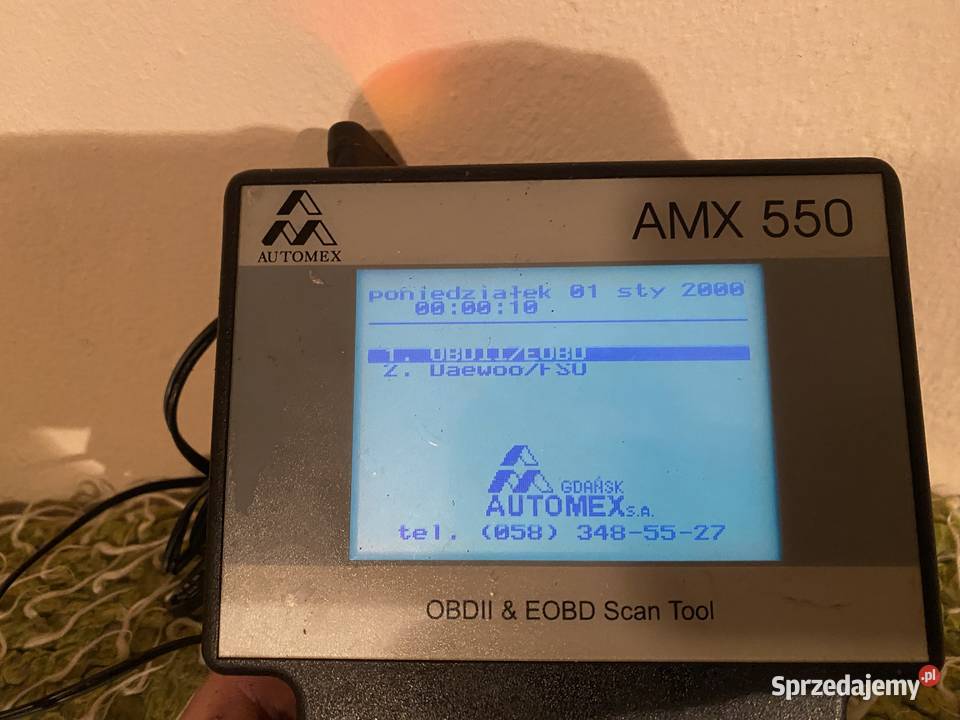 AUTOMEX
AMX 550
poniedziałek 01 sty 2000
00:00:10
1. OBDII/EOBD
2. Daewoo/FSO
GDAŃSK
AUTOMEX S.A.
tel. (058) 348-55-27
OBDII & EOBD Scan Tool
Sprzedajemy.pl